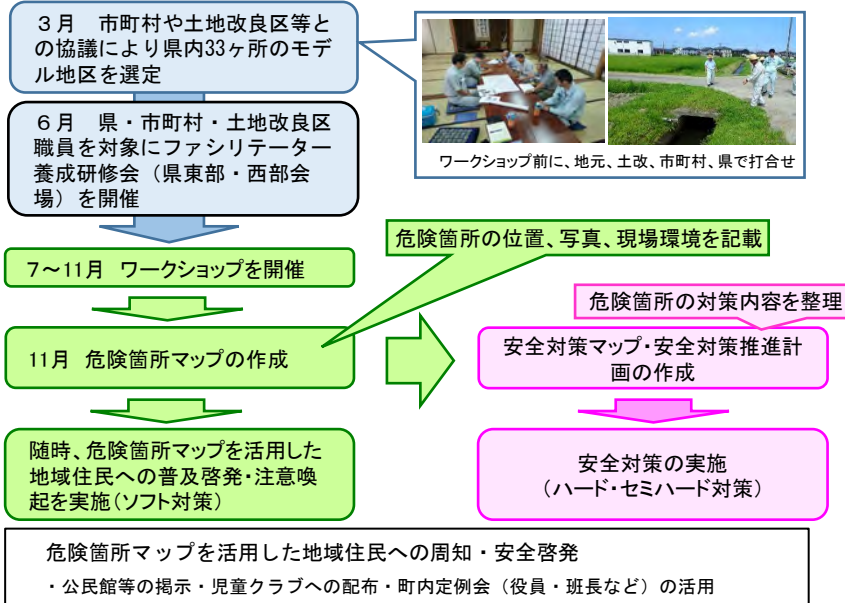 3月　市町村や土地改良区等と
の協議により県内33ヶ所のモデ
ル地区を選定
ワークショップ前に、地元、土改、市町村、県で打合せ
6月　県・市町村・土地改良区
職員を対象にファシリテーター
養成研修会（県東部・西部会
場）を開催
危険箇所の位置、写真、現場環境を記載
7～11月　ワークショップを開催
危険箇所の対策内容を整理
11月　危険箇所マップの作成
安全対策マップ・安全対策推進計
画の作成
随時、危険箇所マップを活用した
地域住民への普及啓発・注意喚
起を実施（ソフト対策）
安全対策の実施
（ハード・セミハード対策）
危険箇所マップを活用した地域住民への周知・安全啓発
・公民館等の掲示・児童クラブへの配布・町内定例会（役員・班長など）の活用